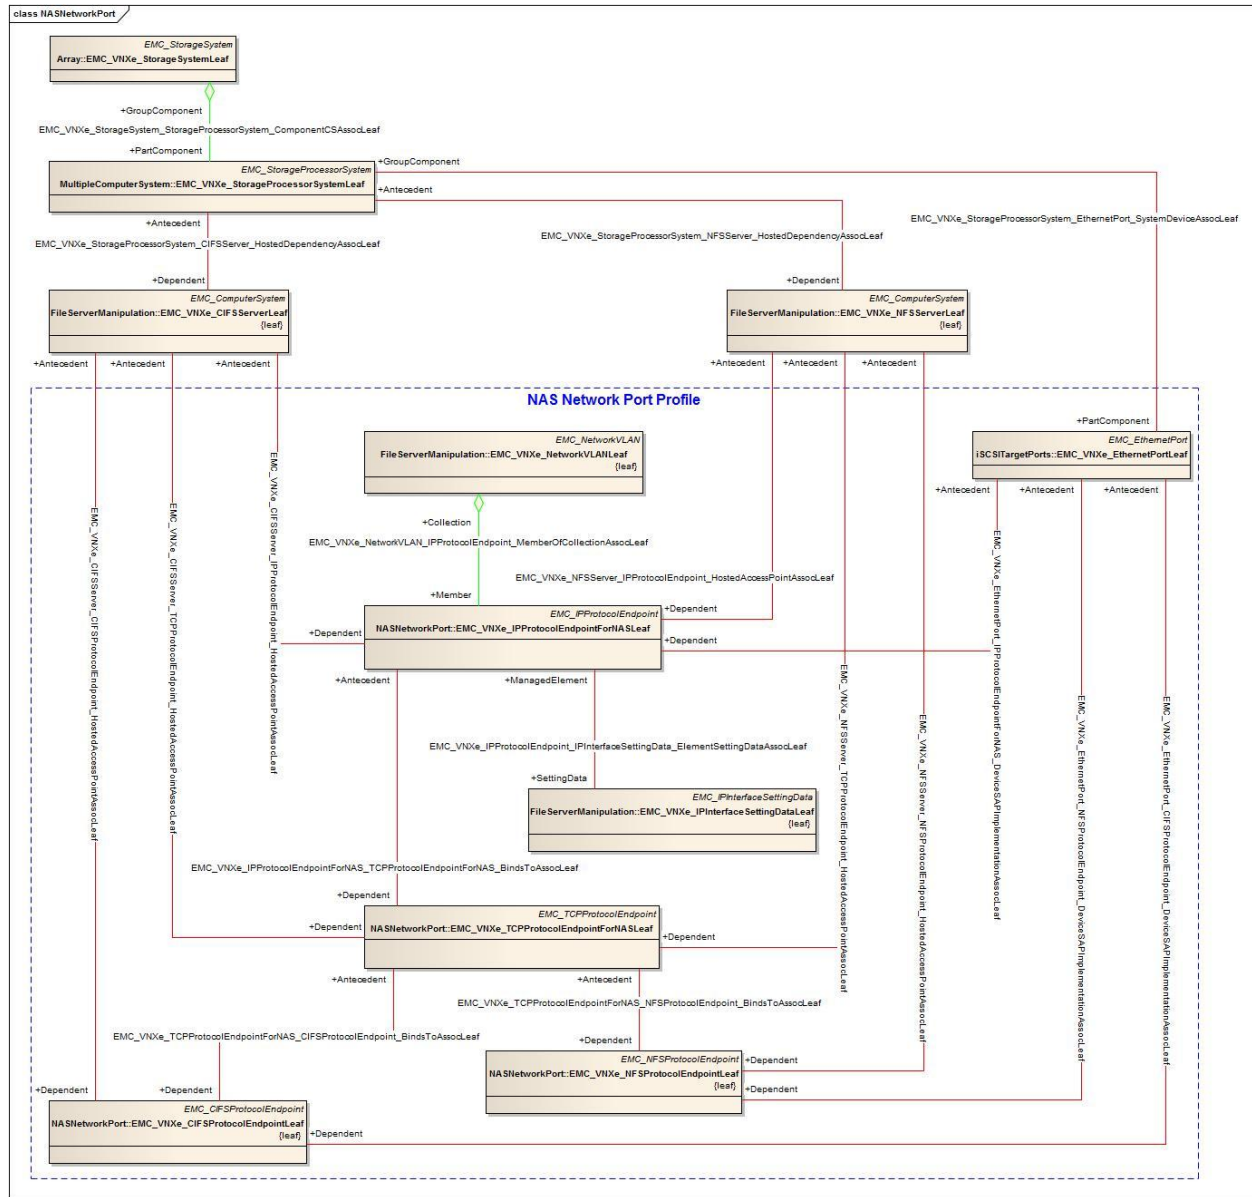 class NASNetworkPort
EMC_StorageSystem
Array::EMC_VNXe_StorageSystemLeaf
+GroupComponent
EMC_VNXe_StorageSystem_StorageProcessorSystem_ComponentCSAssocLeaf
+PartComponent
EMC_StorageProcessorSystem
MultipleComputerSystem::EMC_VNXe_StorageProcessorSystemLeaf
+GroupComponent
+Antecedent
+Antecedent
EMC_VNXe_StorageProcessorSystem_EthernetPort_SystemDeviceAssocLeaf
EMC_VNXe_StorageProcessorSystem_CIFSServer_HostedDependencyAssocLeaf
EMC_VNXe_StorageProcessorSystem_NFSServer_HostedDependencyAssocLeaf
+Dependent
+Dependent
EMC_ComputerSystem
FileServerManipulation::EMC_VNXe_CIFSServerLeaf
{leaf}
EMC_ComputerSystem
FileServerManipulation::EMC_VNXe_NFSServerLeaf
{leaf}
+Antecedent
+Antecedent
+Antecedent
+Antecedent
+Antecedent
+Antecedent
NAS Network Port Profile
+PartComponent
EMC_NetworkVLAN
FileServerManipulation::EMC_VNXe_NetworkVLANLeaf
{leaf}
EMC_EthernetPort
iSCSITargetPorts::EMC_VNXe_EthernetPortLeaf
+Antecedent
+Antecedent
+Antecedent
EMC_VNXe_CIFSServer_CIFSProtocolEndpoint_HostedAccessPointAssocLeaf
EMC_VNXe_CIFSServer_TCPProtocolEndpoint_HostedAccessPointAssocLeaf
EMC_VNXe_CIFSServer_IPProtocolEndpoint_HostedAccessPointAssocLeaf
+Collection
EMC_VNXe_NetworkVLAN_IPProtocolEndpoint_MemberOfCollectionAssocLeaf
EMC_VNXe_NFSServer_IPProtocolEndpoint_HostedAccessPointAssocLeaf
+Member
EMC_IPProtocolEndpoint
NASNetworkPort::EMC_VNXe_IPProtocolEndpointForNASLeaf
+Dependent
+Dependent
+Dependent
EMC_VNXe_NFSServer_TCPProtocolEndpoint_HostedAccessPointAssocLeaf
EMC_VNXe_NFSServer_NFSProtocolEndpoint_HostedAccessPointAssocLeaf
EMC_VNXe_EthernetPort_IPProtocolEndpointForNAS_DeviceSAPImplementationAssocLeaf
EMC_VNXe_EthernetPort_NFSProtocolEndpoint_DeviceSAPImplementationAssocLeaf
EMC_VNXe_EthernetPort_CIFSProtocolEndpoint_DeviceSAPImplementationAssocLeaf
+Antecedent
+ManagedElement
EMC_VNXe_IPProtocolEndpoint_IPInterfaceSettingData_ElementSettingDataAssocLeaf
+SettingData
EMC_IPInterfaceSettingData
FileServerManipulation::EMC_VNXe_IPInterfaceSettingDataLeaf
{leaf}
EMC_VNXe_IPProtocolEndpointForNAS_TCPProtocolEndpointForNAS_BindsToAssocLeaf
+Dependent
EMC_TCPProtocolEndpoint
NASNetworkPort::EMC_VNXe_TCPProtocolEndpointForNASLeaf
+Dependent
+Dependent
+Antecedent
+Antecedent
EMC_VNXe_TCPProtocolEndpointForNAS_NFSProtocolEndpoint_BindsToAssocLeaf
EMC_VNXe_TCPProtocolEndpointForNAS_CIFSProtocolEndpoint_BindsToAssocLeaf
+Dependent
EMC_NFSProtocolEndpoint
NASNetworkPort::EMC_VNXe_NFSProtocolEndpointLeaf
{leaf}
+Dependent
+Dependent
+Dependent
+Dependent
EMC_CIFSProtocolEndpoint
NASNetworkPort::EMC_VNXe_CIFSProtocolEndpointLeaf
{leaf}
+Dependent